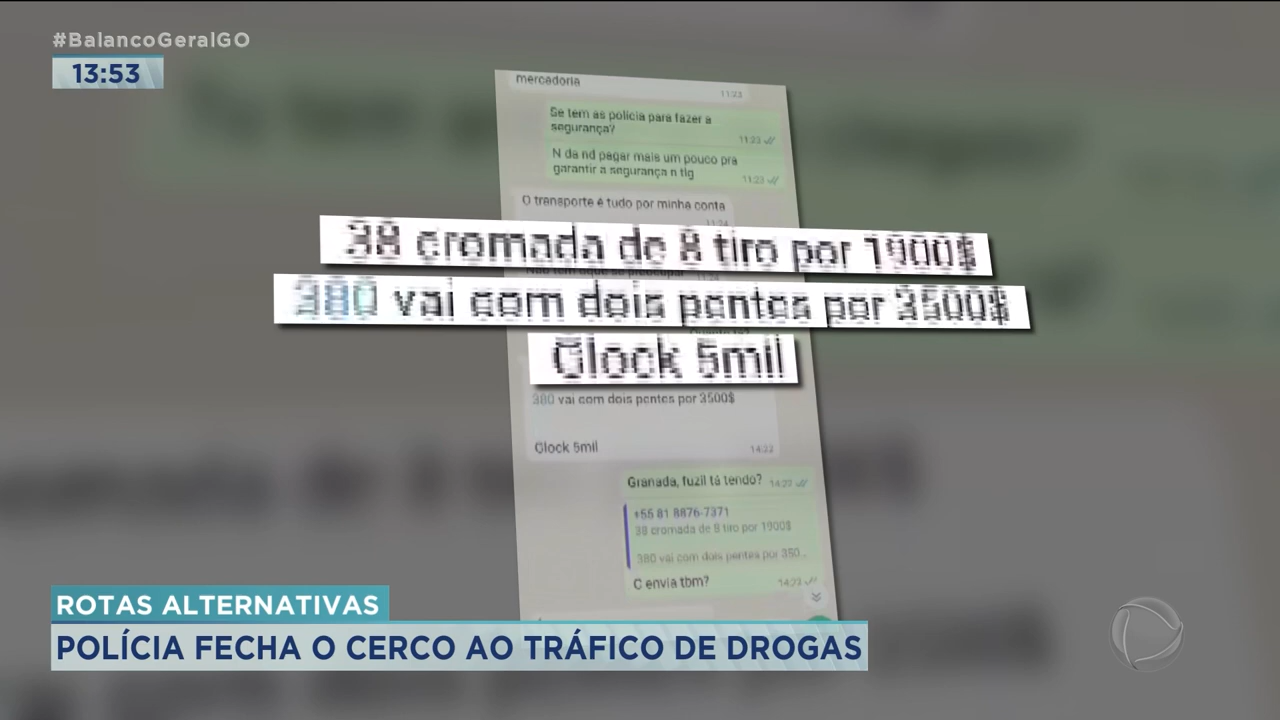 #BalancoGeralGO
13:53
mercadoria
11:23
Se tem as policia para fazer a
segurança?
11:23
N da nd pagar mais um pouco pra
garantir a segurança n tlg
11:23
O transporte é tudo por minha conta
38 cromada de 8 tiro por 1900$
380 vai com dois pentes por 3500$
Glock 5mil
380 vai com dois pentes por 3500$
Glock 5mil
14:22
Granada, fuzil tá tendo?
14:22
+55 81 8876-7371
38 cromada de 8 tiro por 1900$
380 vai com dois pentes por 350...
C envia tbm?
14:22
ROTAS ALTERNATIVAS
POLÍCIA FECHA O CERCO AO TRÁFICO DE DROGAS